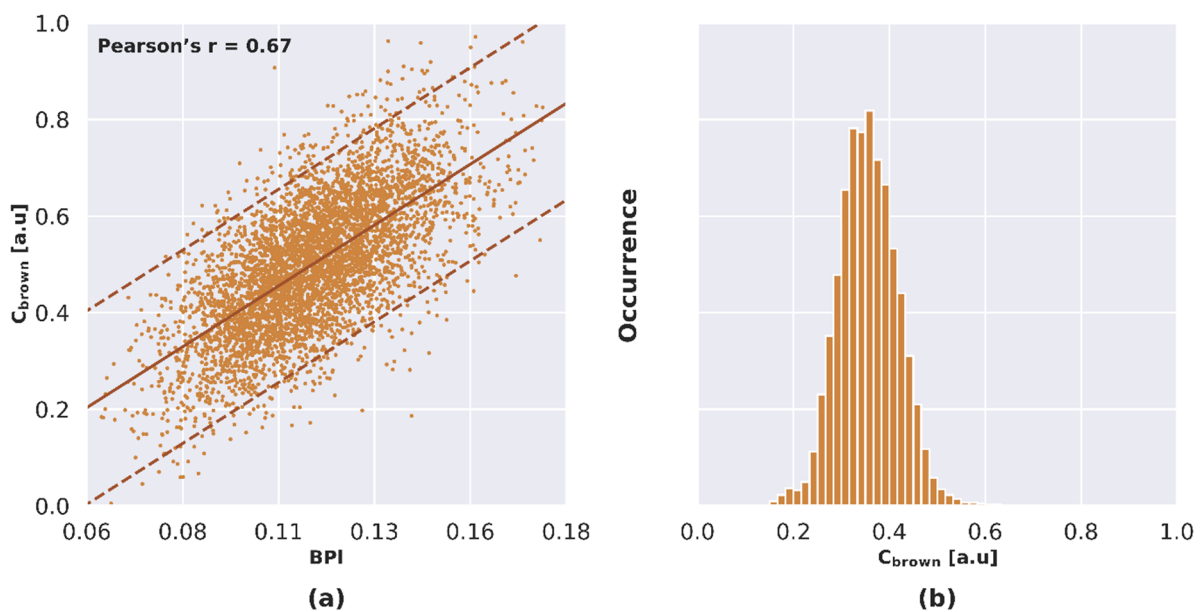 Pearson’s r = 0.67
1.0
0.8
0.6
0.4
0.2
0.0
C_brown [a.u]
0.06 0.08 0.11 0.13 0.16 0.18
BPI
(a)
Occurrence
0.0 0.2 0.4 0.6 0.8 1.0
C_brown [a.u]
(b)